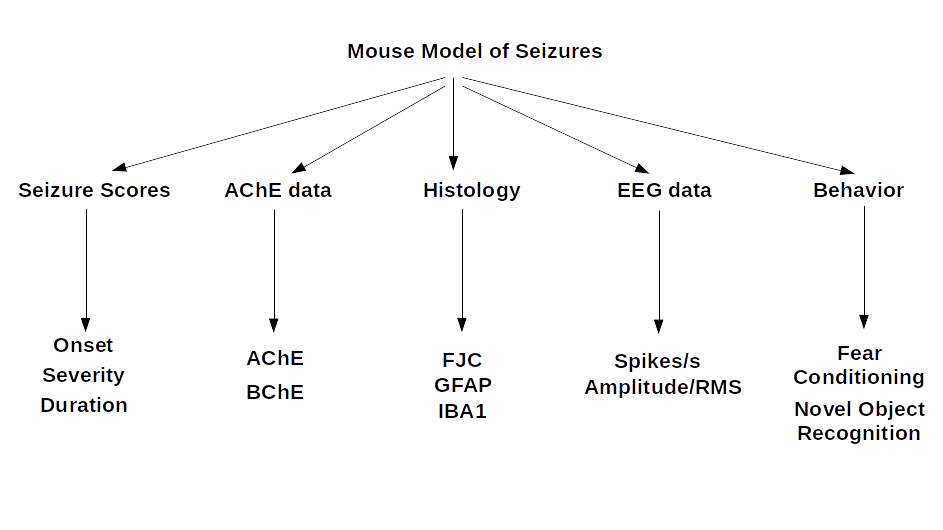 Mouse Model of Seizures
Seizure Scores
AChE data
Histology
EEG data
Behavior
Onset
Severity
Duration
AChE
BChE
FJC
GFAP
IBA1
Spikes/s
Amplitude/RMS
Fear
Conditioning
Novel Object
Recognition